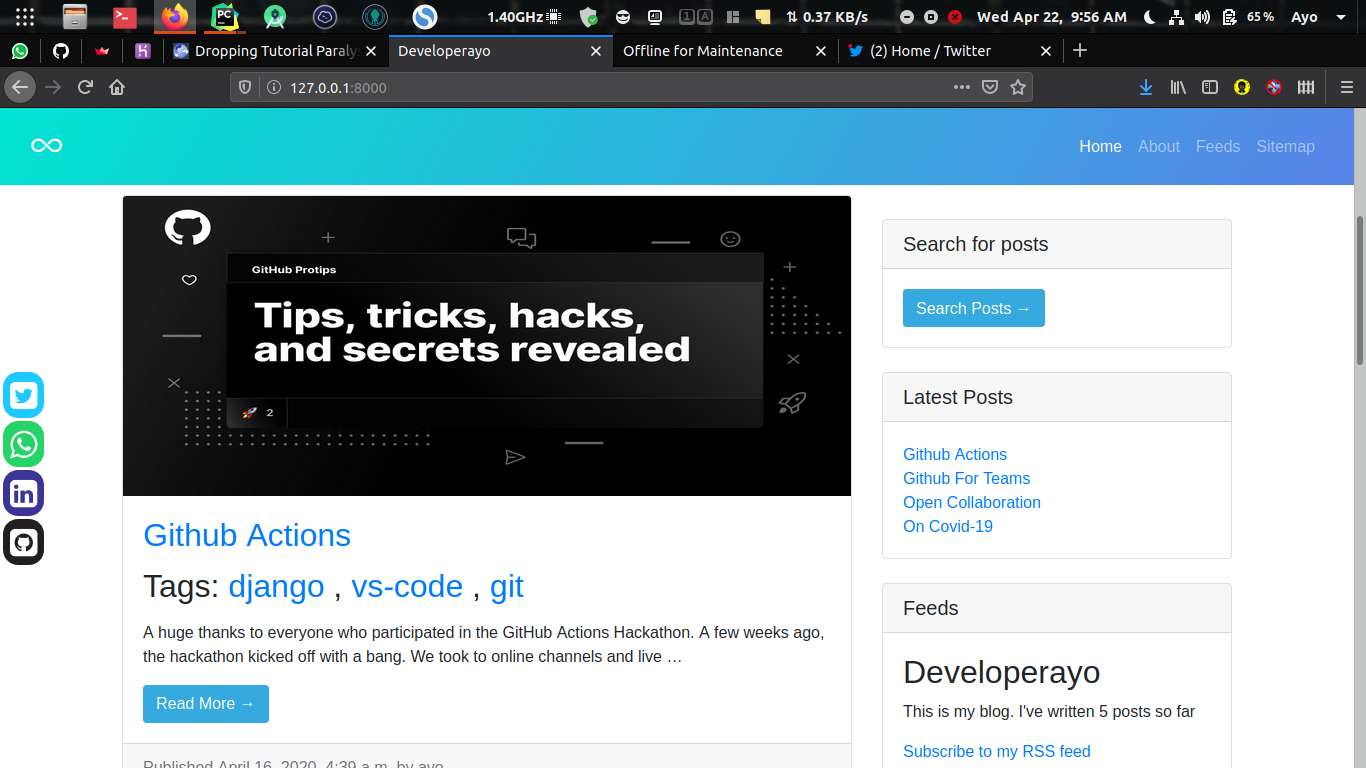 1.40GHz
1 A
0.37 KB/s
Wed Apr 22, 9:56 AM
65 %
Ayo
PC
Dropping Tutorial Paraly
Developerayo
Offline for Maintenance
(2) Home / Twitter
127.0.0.1:8000
Home About Feeds Sitemap
GitHub Protips
Tips, tricks, hacks,
and secrets revealed
2
Github Actions
Tags: django , vs-code , git
A huge thanks to everyone who participated in the GitHub Actions Hackathon. A few weeks ago,
the hackathon kicked off with a bang. We took to online channels and live …
Read More →
Published April 16, 2020, 4:39 a.m. by ayo
Search for posts
Search Posts →
Latest Posts
Github Actions
Github For Teams
Open Collaboration
On Covid-19
Feeds
Developerayo
This is my blog. I've written 5 posts so far
Subscribe to my RSS feed
in